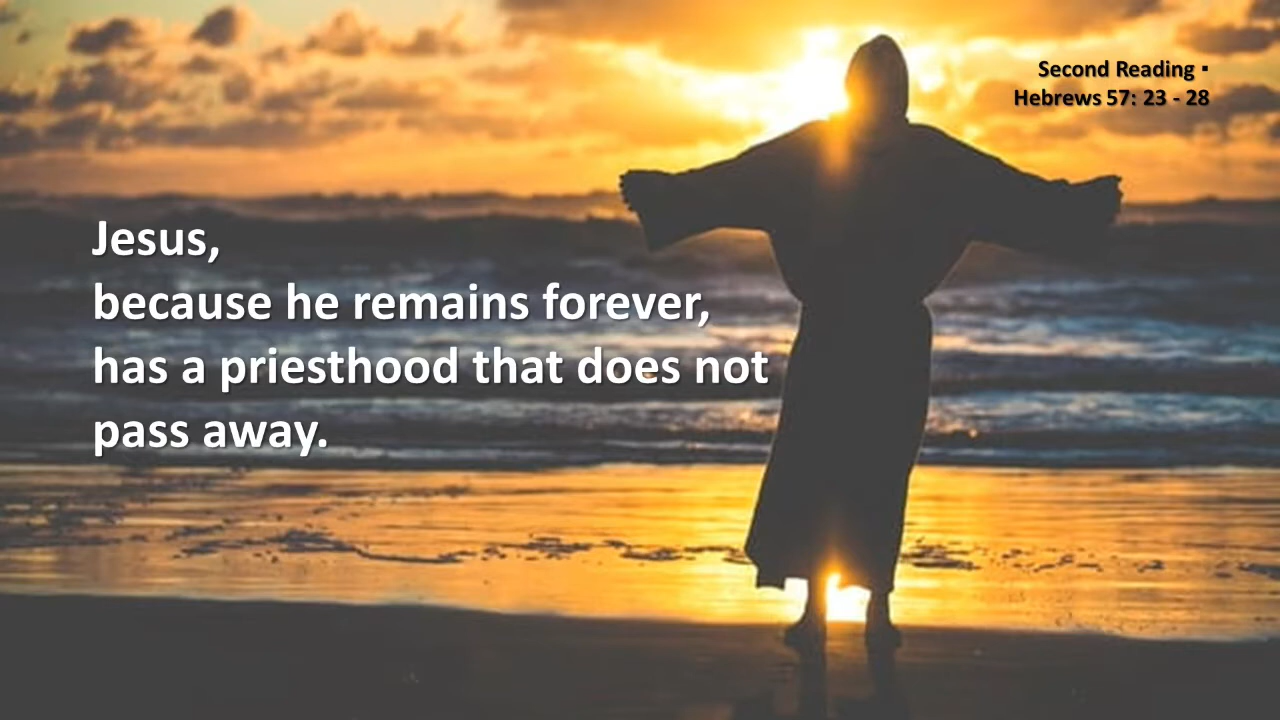 Second Reading ▪
Hebrews 57: 23 - 28
Jesus,
because he remains forever,
has a priesthood that does not
pass away.